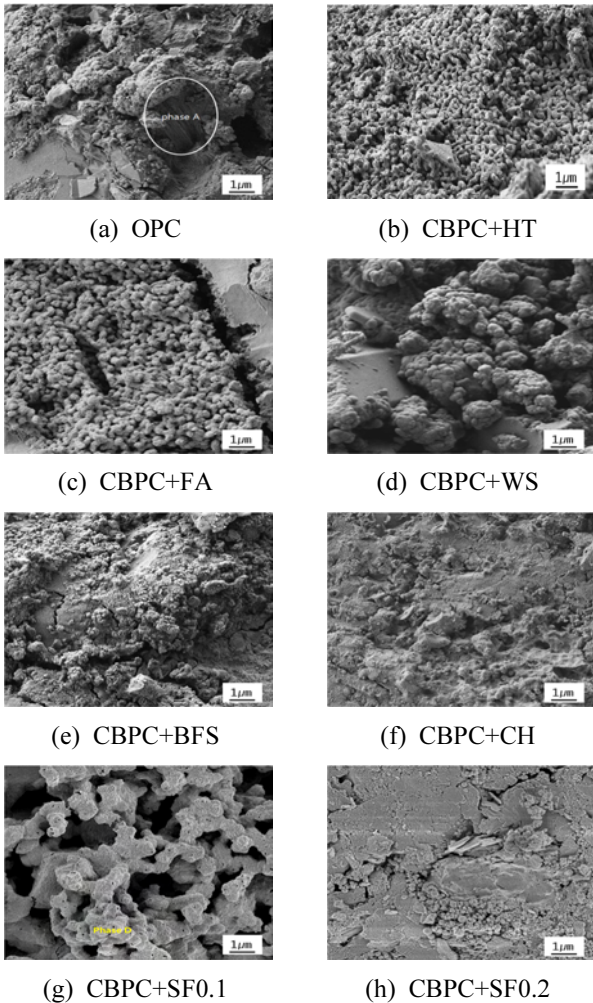 phase A
1μm
1μm
(a) OPC
(b) CBPC+HT
1μm
1μm
(c) CBPC+FA
(d) CBPC+WS
1μm
1μm
(e) CBPC+BFS
(f) CBPC+CH
Phase D
1μm
1μm
(g) CBPC+SF0.1
(h) CBPC+SF0.2